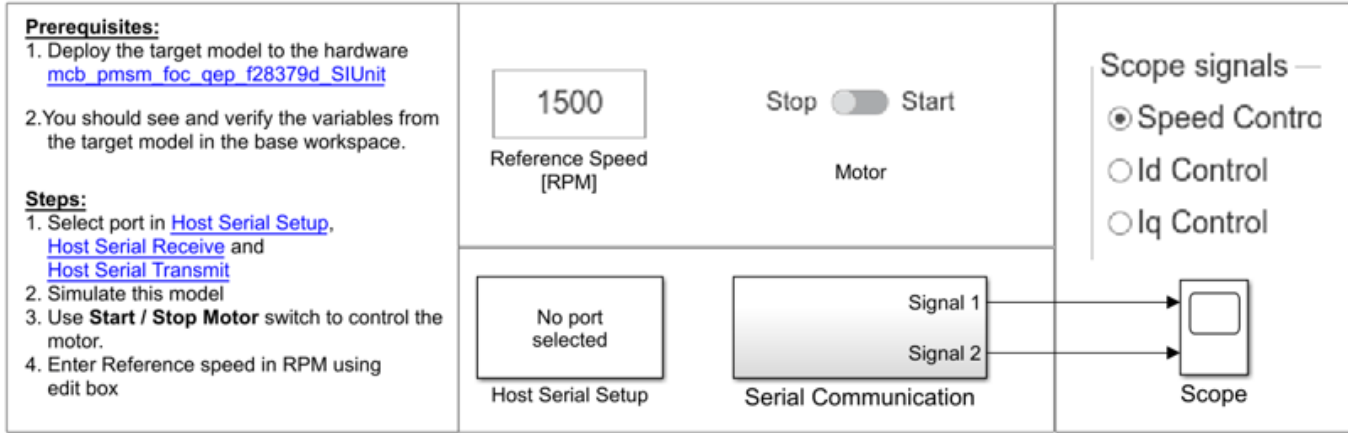 Prerequisites:
1. Deploy the target model to the hardware
mcb_pmsm_foc_qep_f28379d_SIUnit
2.You should see and verify the variables from
the target model in the base workspace.
Steps:
1. Select port in Host Serial Setup,
Host Serial Receive and
Host Serial Transmit
2. Simulate this model
3. Use Start / Stop Motor switch to control the
motor.
4. Enter Reference speed in RPM using
edit box
1500
Reference Speed
[RPM]
Stop Start
Motor
No port
selected
Host Serial Setup
Signal 1
Signal 2
Serial Communication
Scope signals
Speed Contro
Id Control
Iq Control
Scope